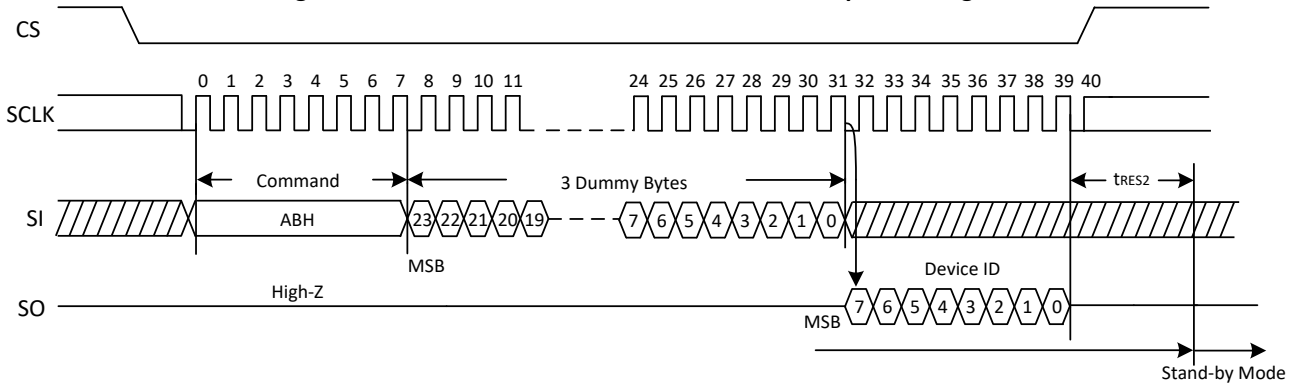 CS
0 1 2 3 4 5 6 7 8 9 10 11 24 25 26 27 28 29 30 31 32 33 34 35 36 37 38 39 40
SCLK
Command 3 Dummy Bytes tRES2
SI ABH 23 22 21 20 19 7 6 5 4 3 2 1 0
MSB Device ID
High-Z
SO 7 6 5 4 3 2 1 0
MSB
Stand-by Mode